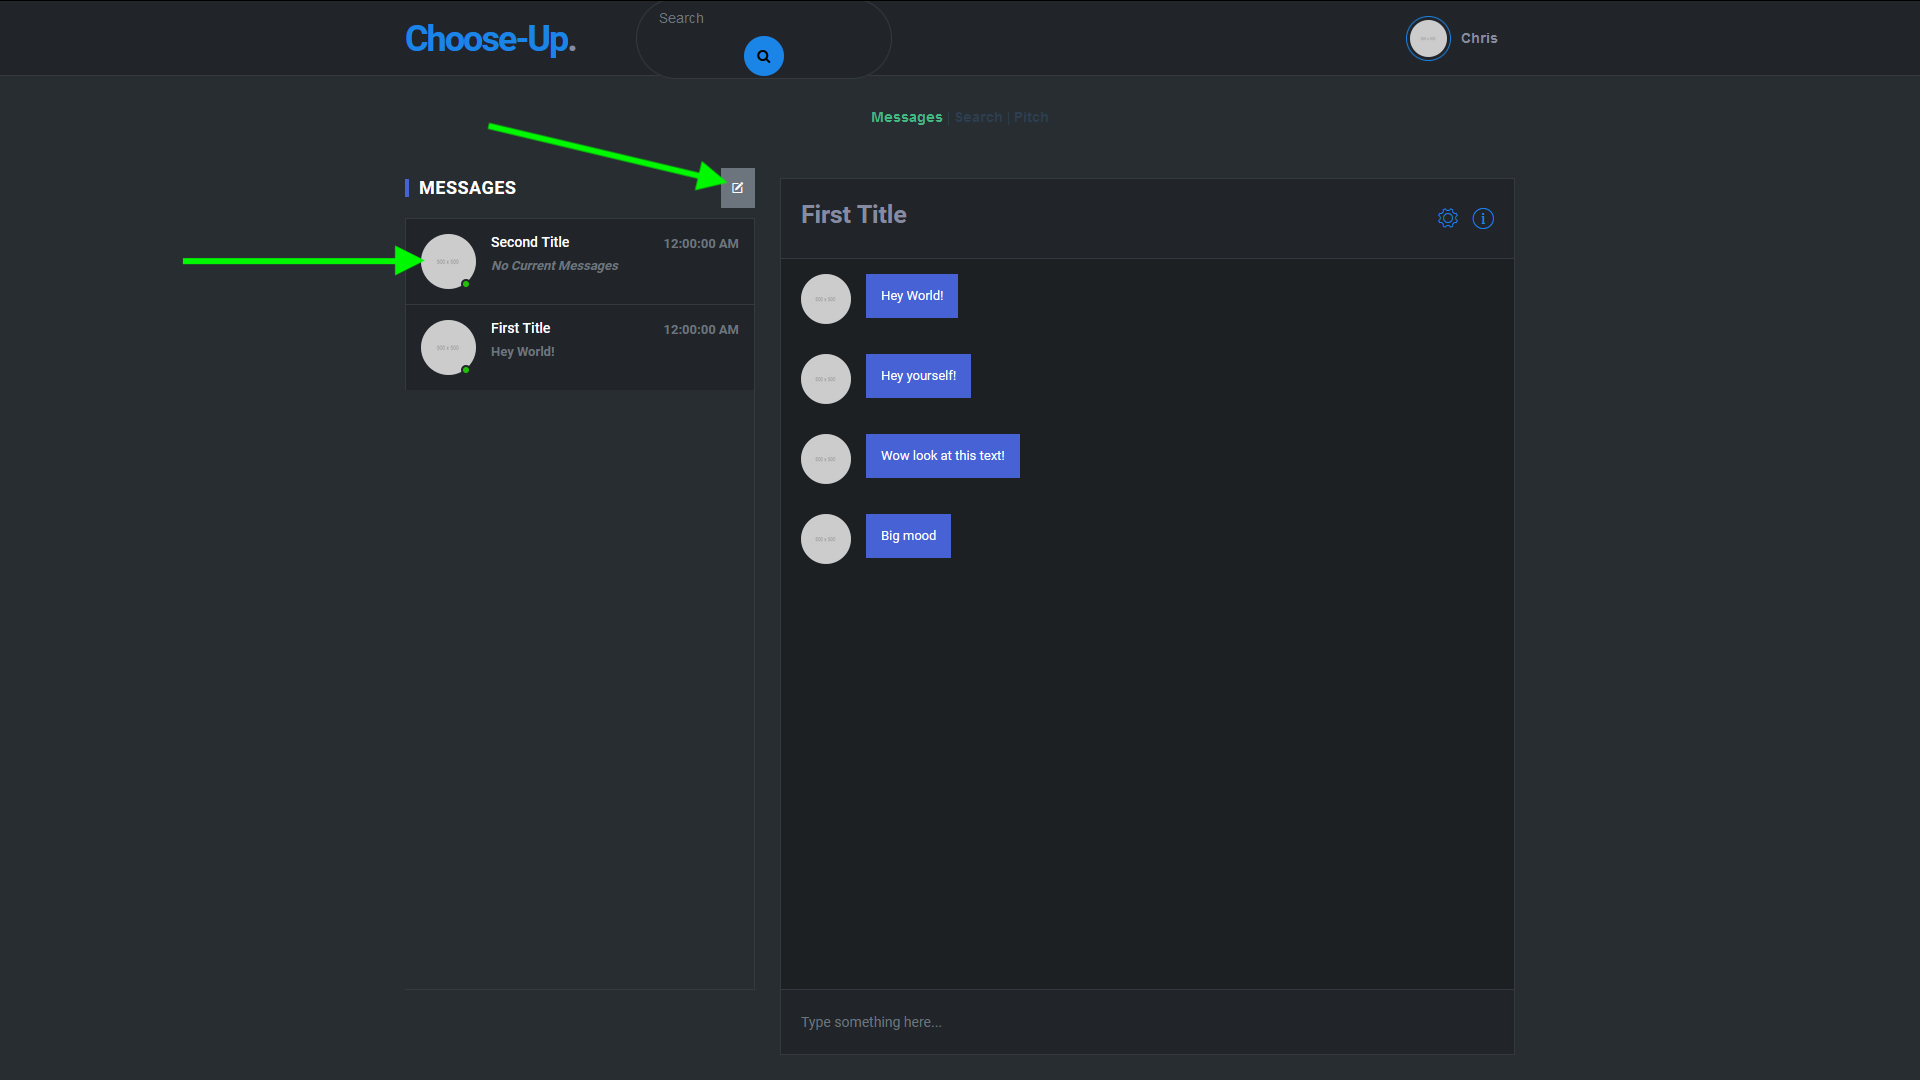 Choose-Up.
Search
Chris
Messages | Search | Pitch
MESSAGES
Second Title
12:00:00 AM
No Current Messages
First Title
12:00:00 AM
Hey World!
First Title
Hey World!
Hey yourself!
Wow look at this text!
Big mood
Type something here...